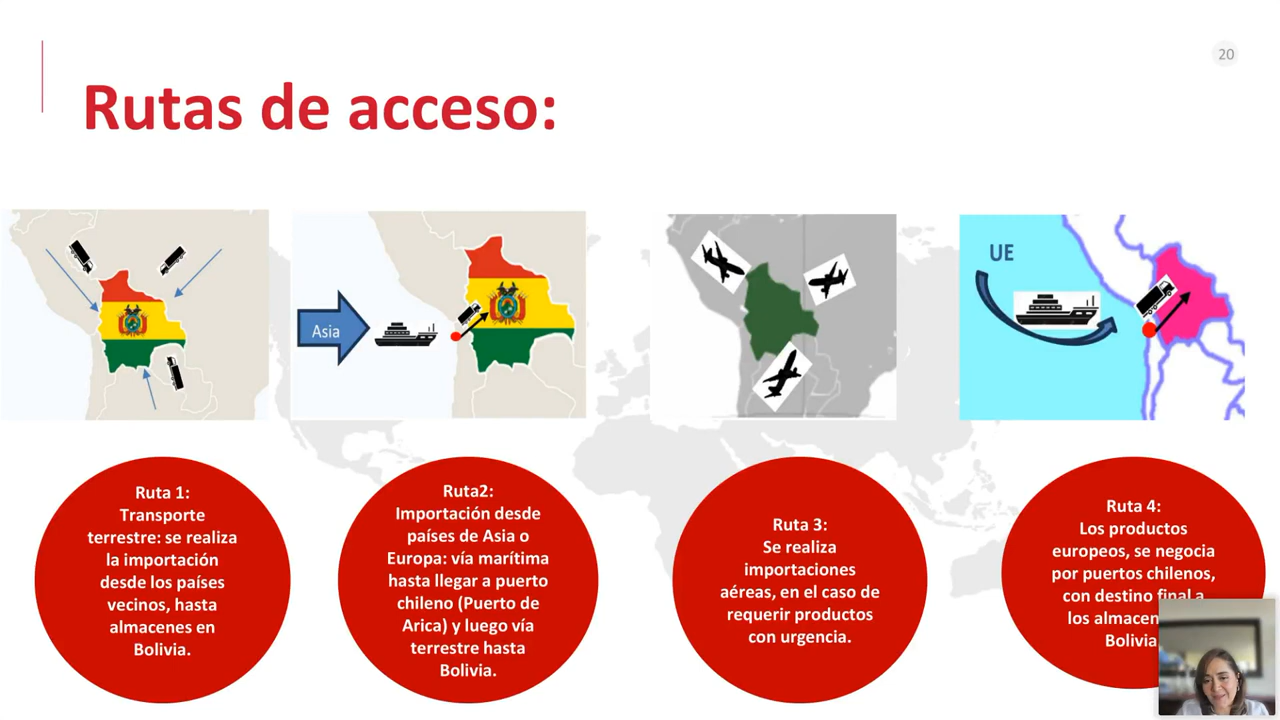 20
Rutas de acceso:
Asia
UE
Ruta 1:
Transporte
terrestre: se realiza
la importación
desde los países
vecinos, hasta
almacenes en
Bolivia.
Ruta2:
Importación desde
países de Asia o
Europa: vía marítima
hasta llegar a puerto
chileno (Puerto de
Arica) y luego vía
terrestre hasta
Bolivia.
Ruta 3:
Se realiza
importaciones
aéreas, en el caso de
requerir productos
con urgencia.
Ruta 4:
Los productos
europeos, se negocia
por puertos chilenos,
con destino final a
los
Bolivia